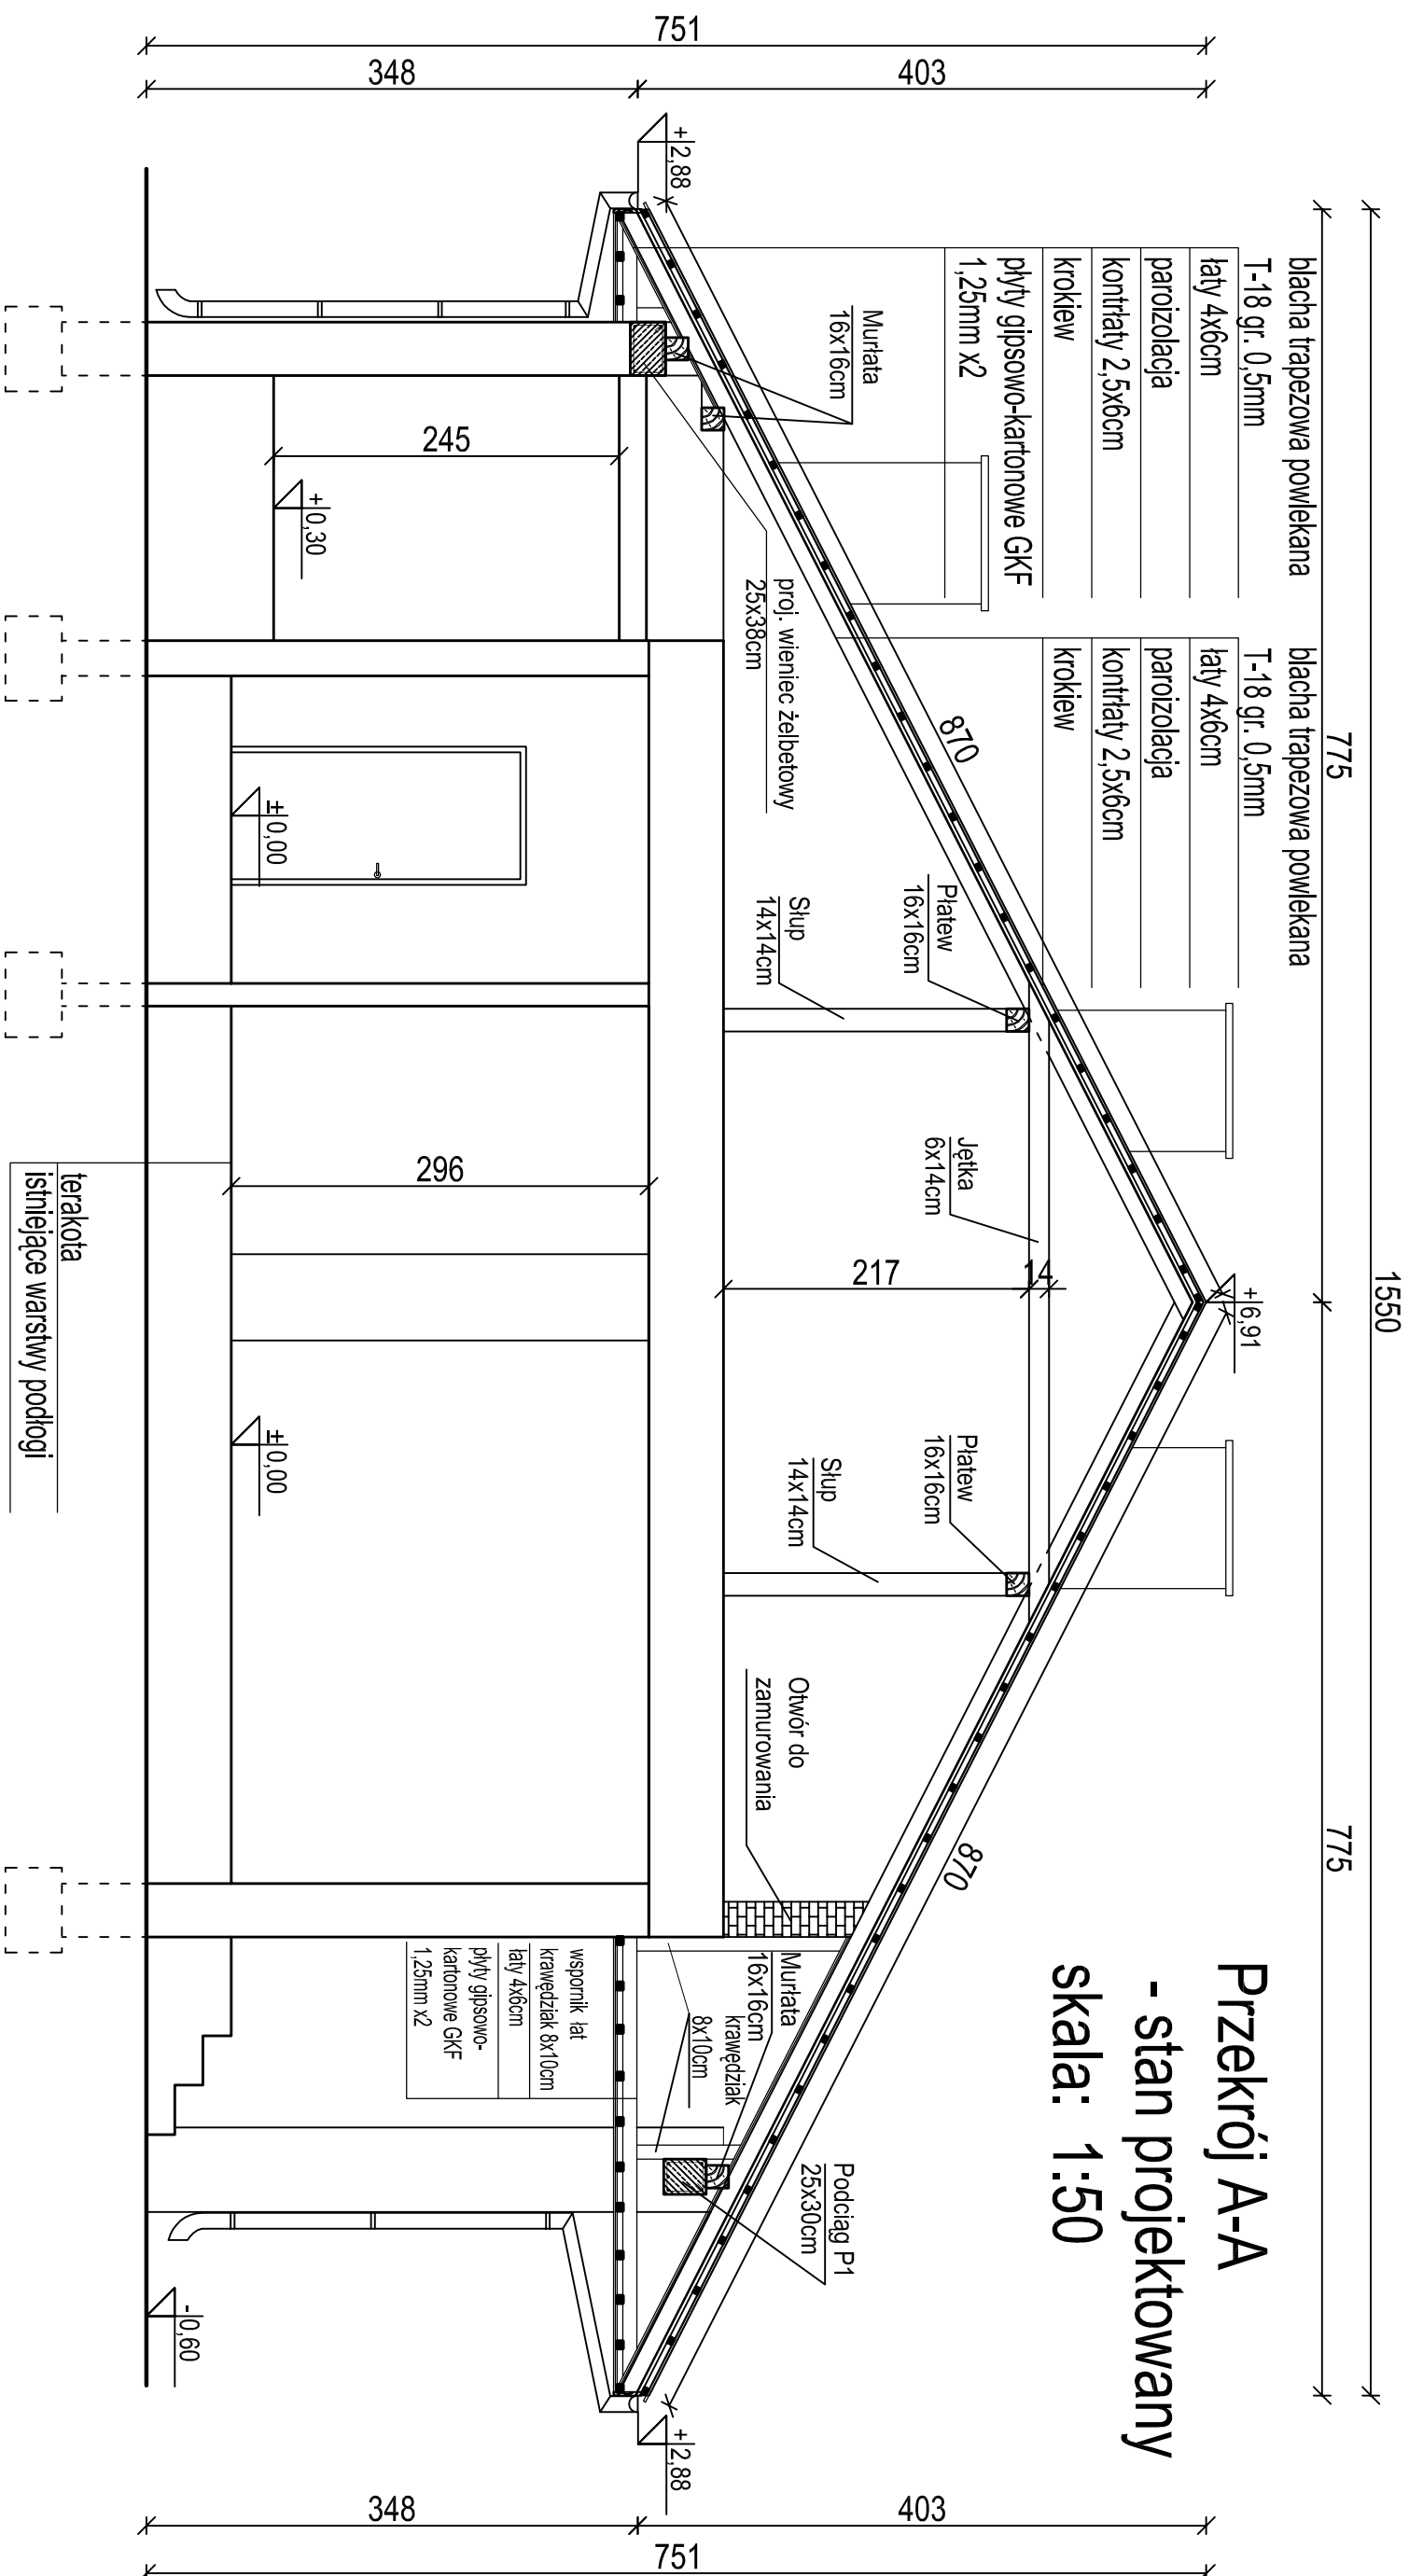 Przekrój A-A
- stan projektowany
skala: 1:50
1550
775
775
blacha trapezowa powlekana
T-18 gr. 0,5mm
łaty 4x6cm
paroizolacja
kontrłaty 2,5x6cm
krokiew
płyty gipsowo-kartonowe GKF
1,25mm x2
blacha trapezowa powlekana
T-18 gr. 0,5mm
łaty 4x6cm
paroizolacja
kontrłaty 2,5x6cm
krokiew
+6,91
870
870
751
403
348
+2,88
Murłata
16x16cm
proj. wieniec żelbetowy
25x38cm
Płatew
16x16cm
Słup
14x14cm
Jętka
6x14cm
14
217
Płatew
16x16cm
Słup
14x14cm
Otwór do
zamurowania
Murłata
16x16cm
krawędziak
8x10cm
Podciąg P1
25x30cm
+2,88
403
348
751
wspornik łat
krawędziak 8x10cm
łaty 4x6cm
płyty gipsowo-
kartonowe GKF
1,25mm x2
245
+0,30
±0,00
296
±0,00
-0,60
terakota
istniejące warstwy podłogi